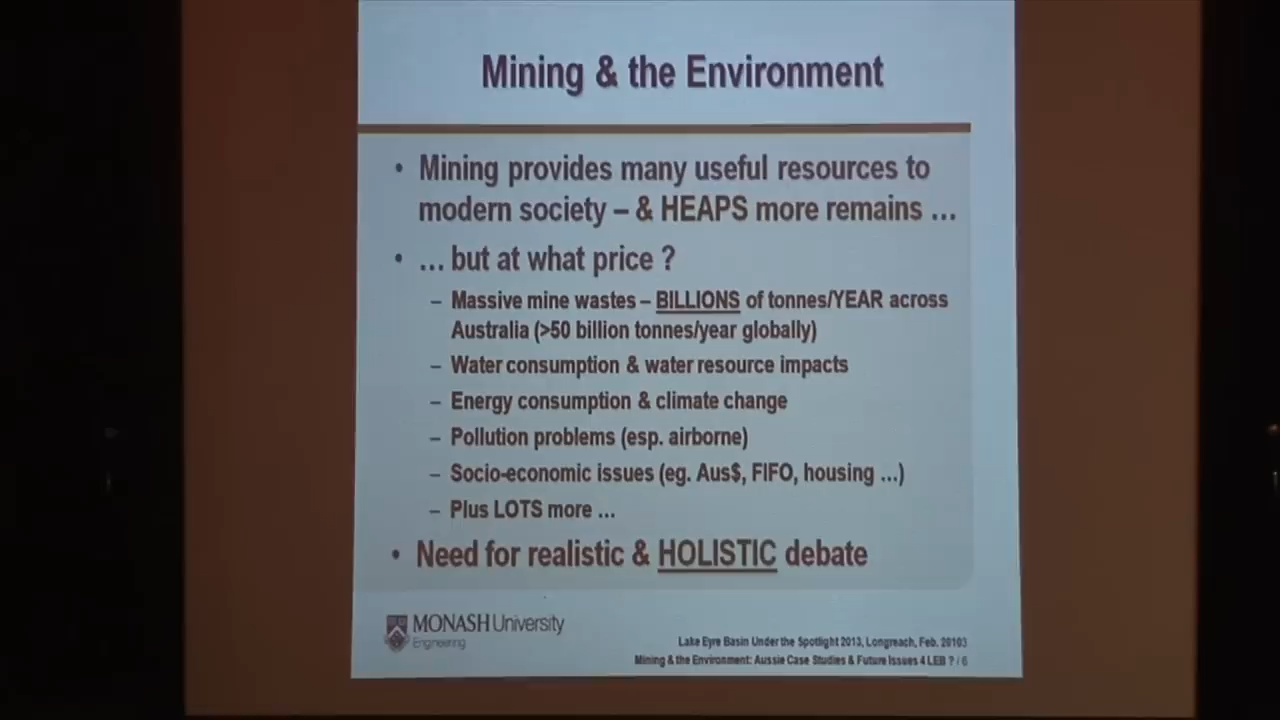 Mining & the Environment
• Mining provides many useful resources to
modern society – & HEAPS more remains ...
• ... but at what price ?
– Massive mine wastes – BILLIONS of tonnes/YEAR across
Australia (>50 billion tonnes/year globally)
– Water consumption & water resource impacts
– Energy consumption & climate change
– Pollution problems (esp. airborne)
– Socio-economic issues (eg. Aus$, FIFO, housing ...)
– Plus LOTS more ...
• Need for realistic & HOLISTIC debate
MONASH University
Engineering
Lake Eyre Basin Under the Spotlight 2013, Longreach, Feb. 20103
Mining & the Environment: Aussie Case Studies & Future Issues 4 LEB ? / 6